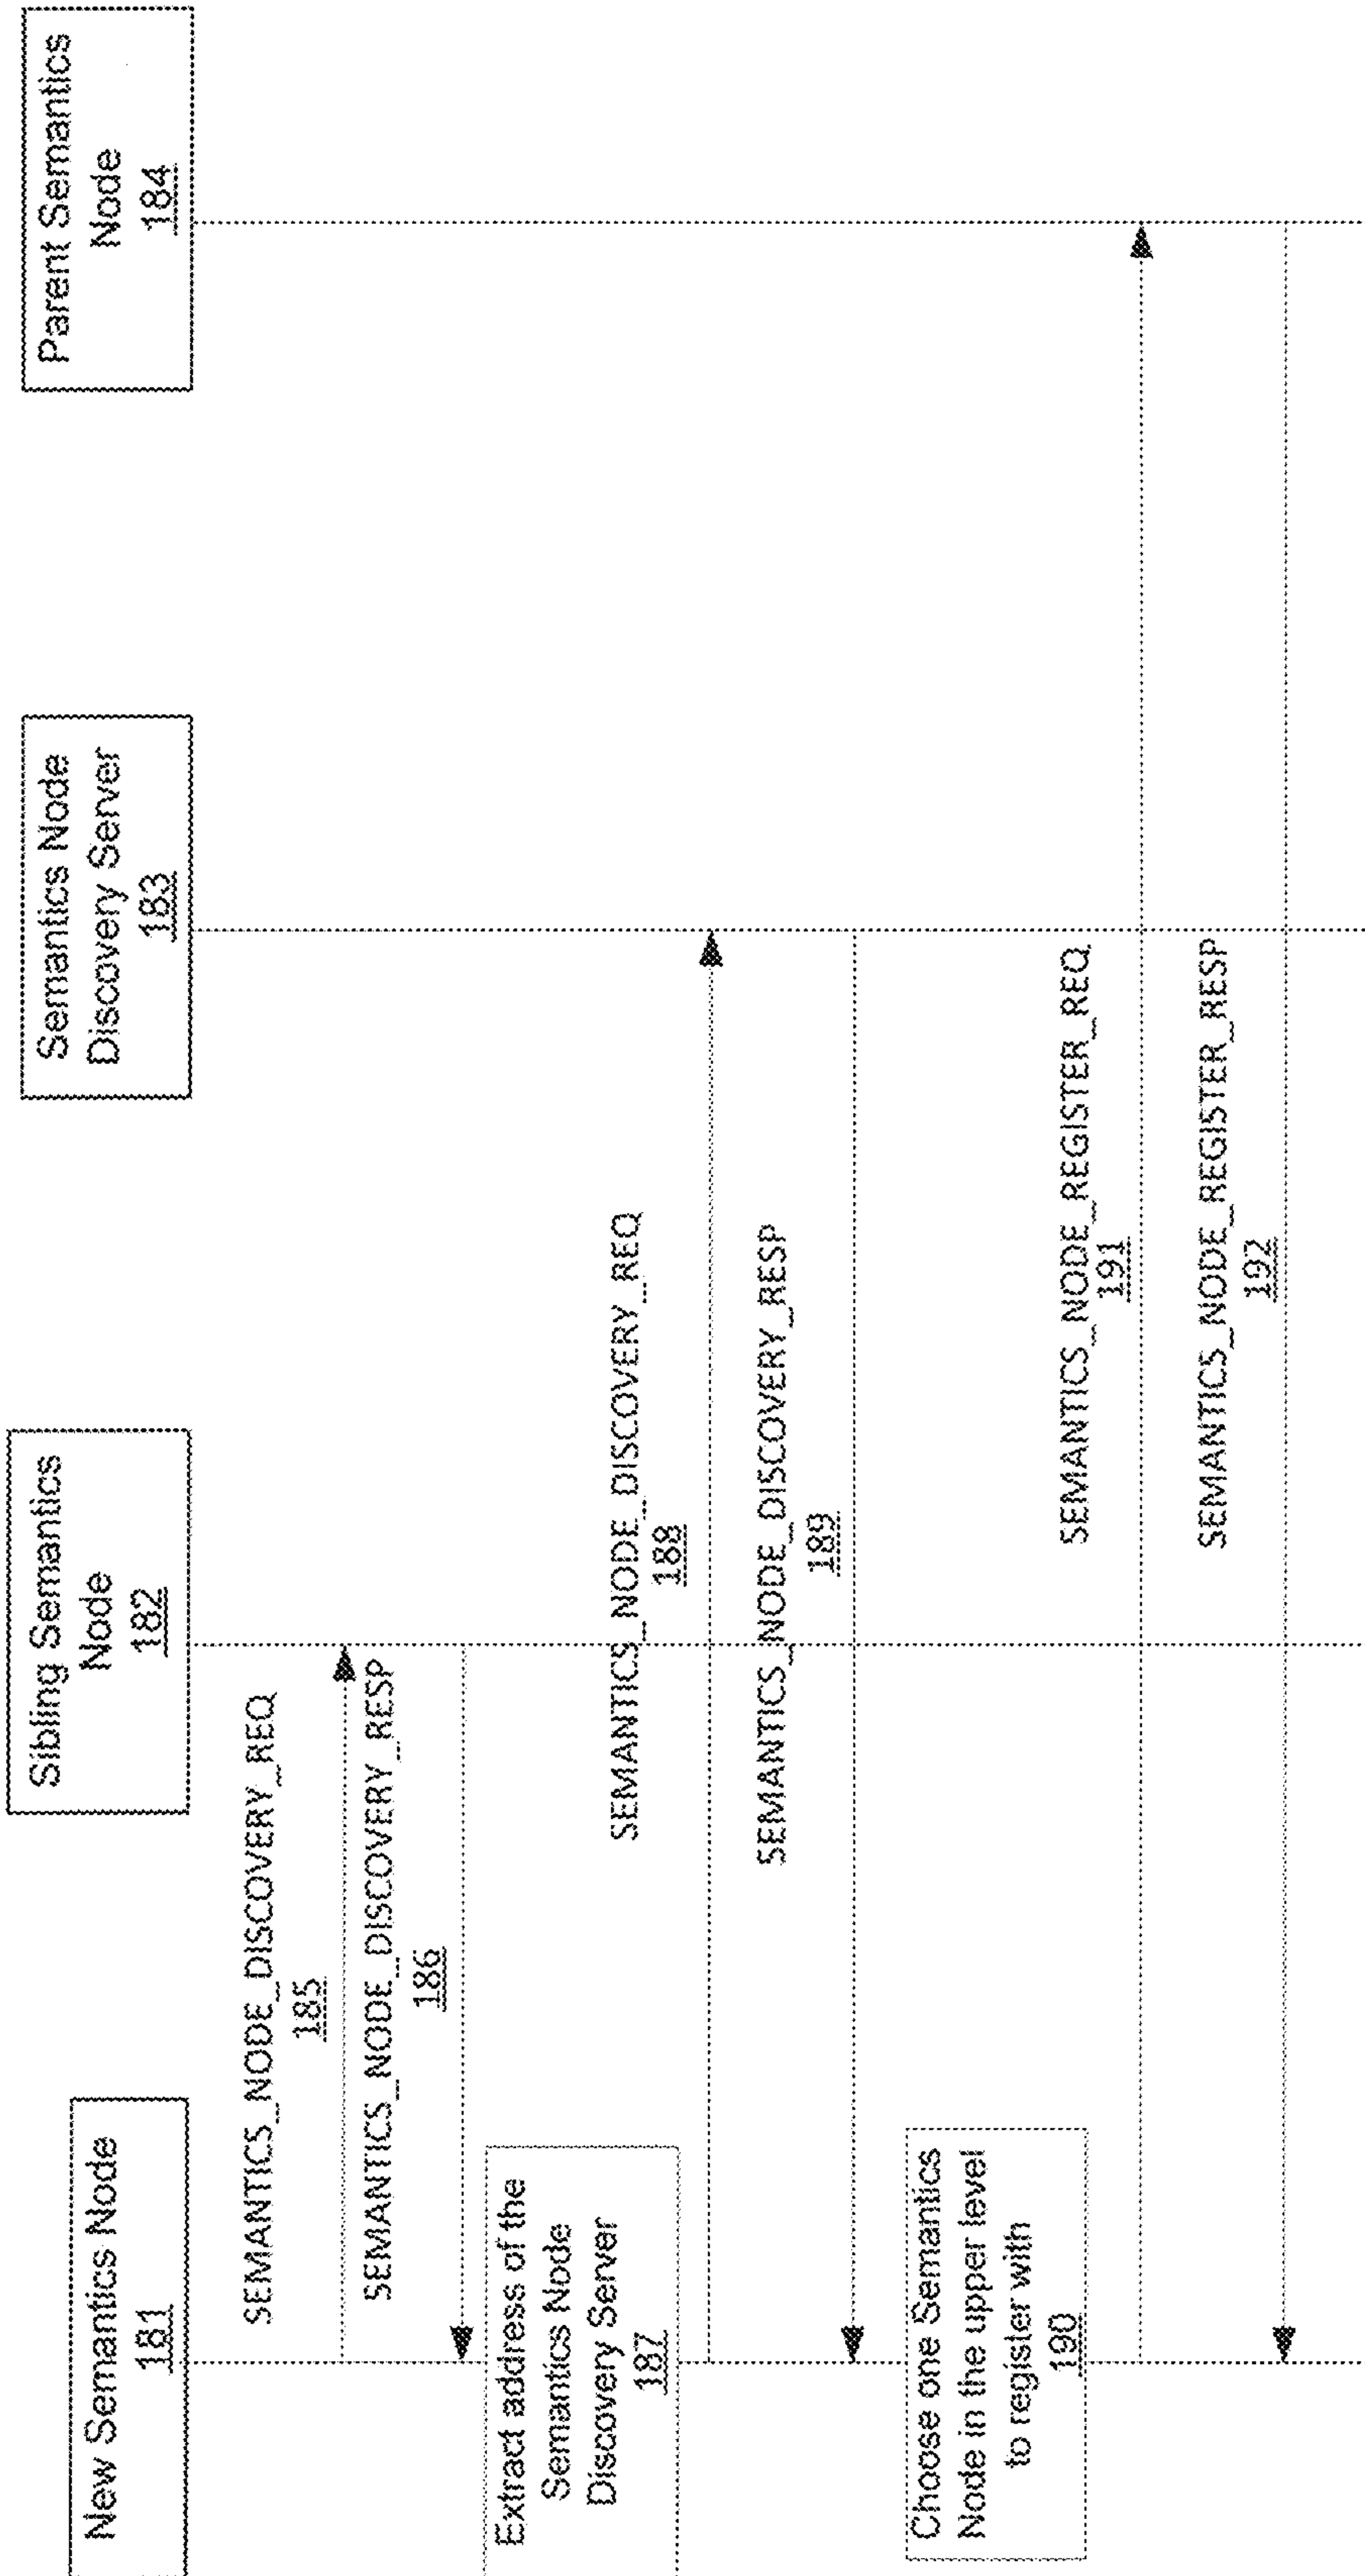 New Semantics Node
181
Sibling Semantics
Node
182
Semantics Node
Discovery Server
183
Parent Semantics
Node
184
SEMANTICS_NODE_DISCOVERY_REQ
185
SEMANTICS_NODE_DISCOVERY_RESP
186
Extract address of the
Semantics Node
Discovery Server
187
SEMANTICS_NODE_DISCOVERY_REQ
188
SEMANTICS_NODE_DISCOVERY_RESP
189
Choose one Semantics
Node in the upper level
to register with
190
SEMANTICS_NODE_REGISTER_REQ
191
SEMANTICS_NODE_REGISTER_RESP
192